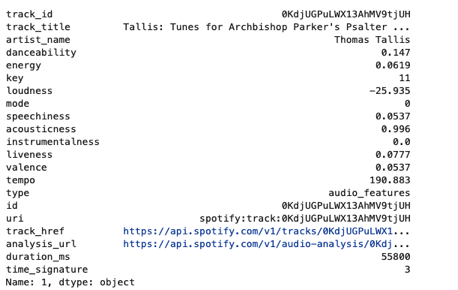 track_id 0KdjUGPuLWX13AhMV9tjUH
track_title Tallis: Tunes for Archbishop Parker's Psalter ...
artist_name Thomas Tallis
danceability 0.147
energy 0.0619
key 11
loudness -25.935
mode 0
speechiness 0.0537
acousticness 0.996
instrumentalness 0.0
liveness 0.0777
valence 0.0537
tempo 190.883
type audio_features
id 0KdjUGPuLWX13AhMV9tjUH
uri spotify:track:0KdjUGPuLWX13AhMV9tjUH
track_href https://api.spotify.com/v1/tracks/0KdjUGPuLWX1...
analysis_url https://api.spotify.com/v1/audio-analysis/0Kdj...
duration_ms 55800
time_signature 3
Name: 1, dtype: object